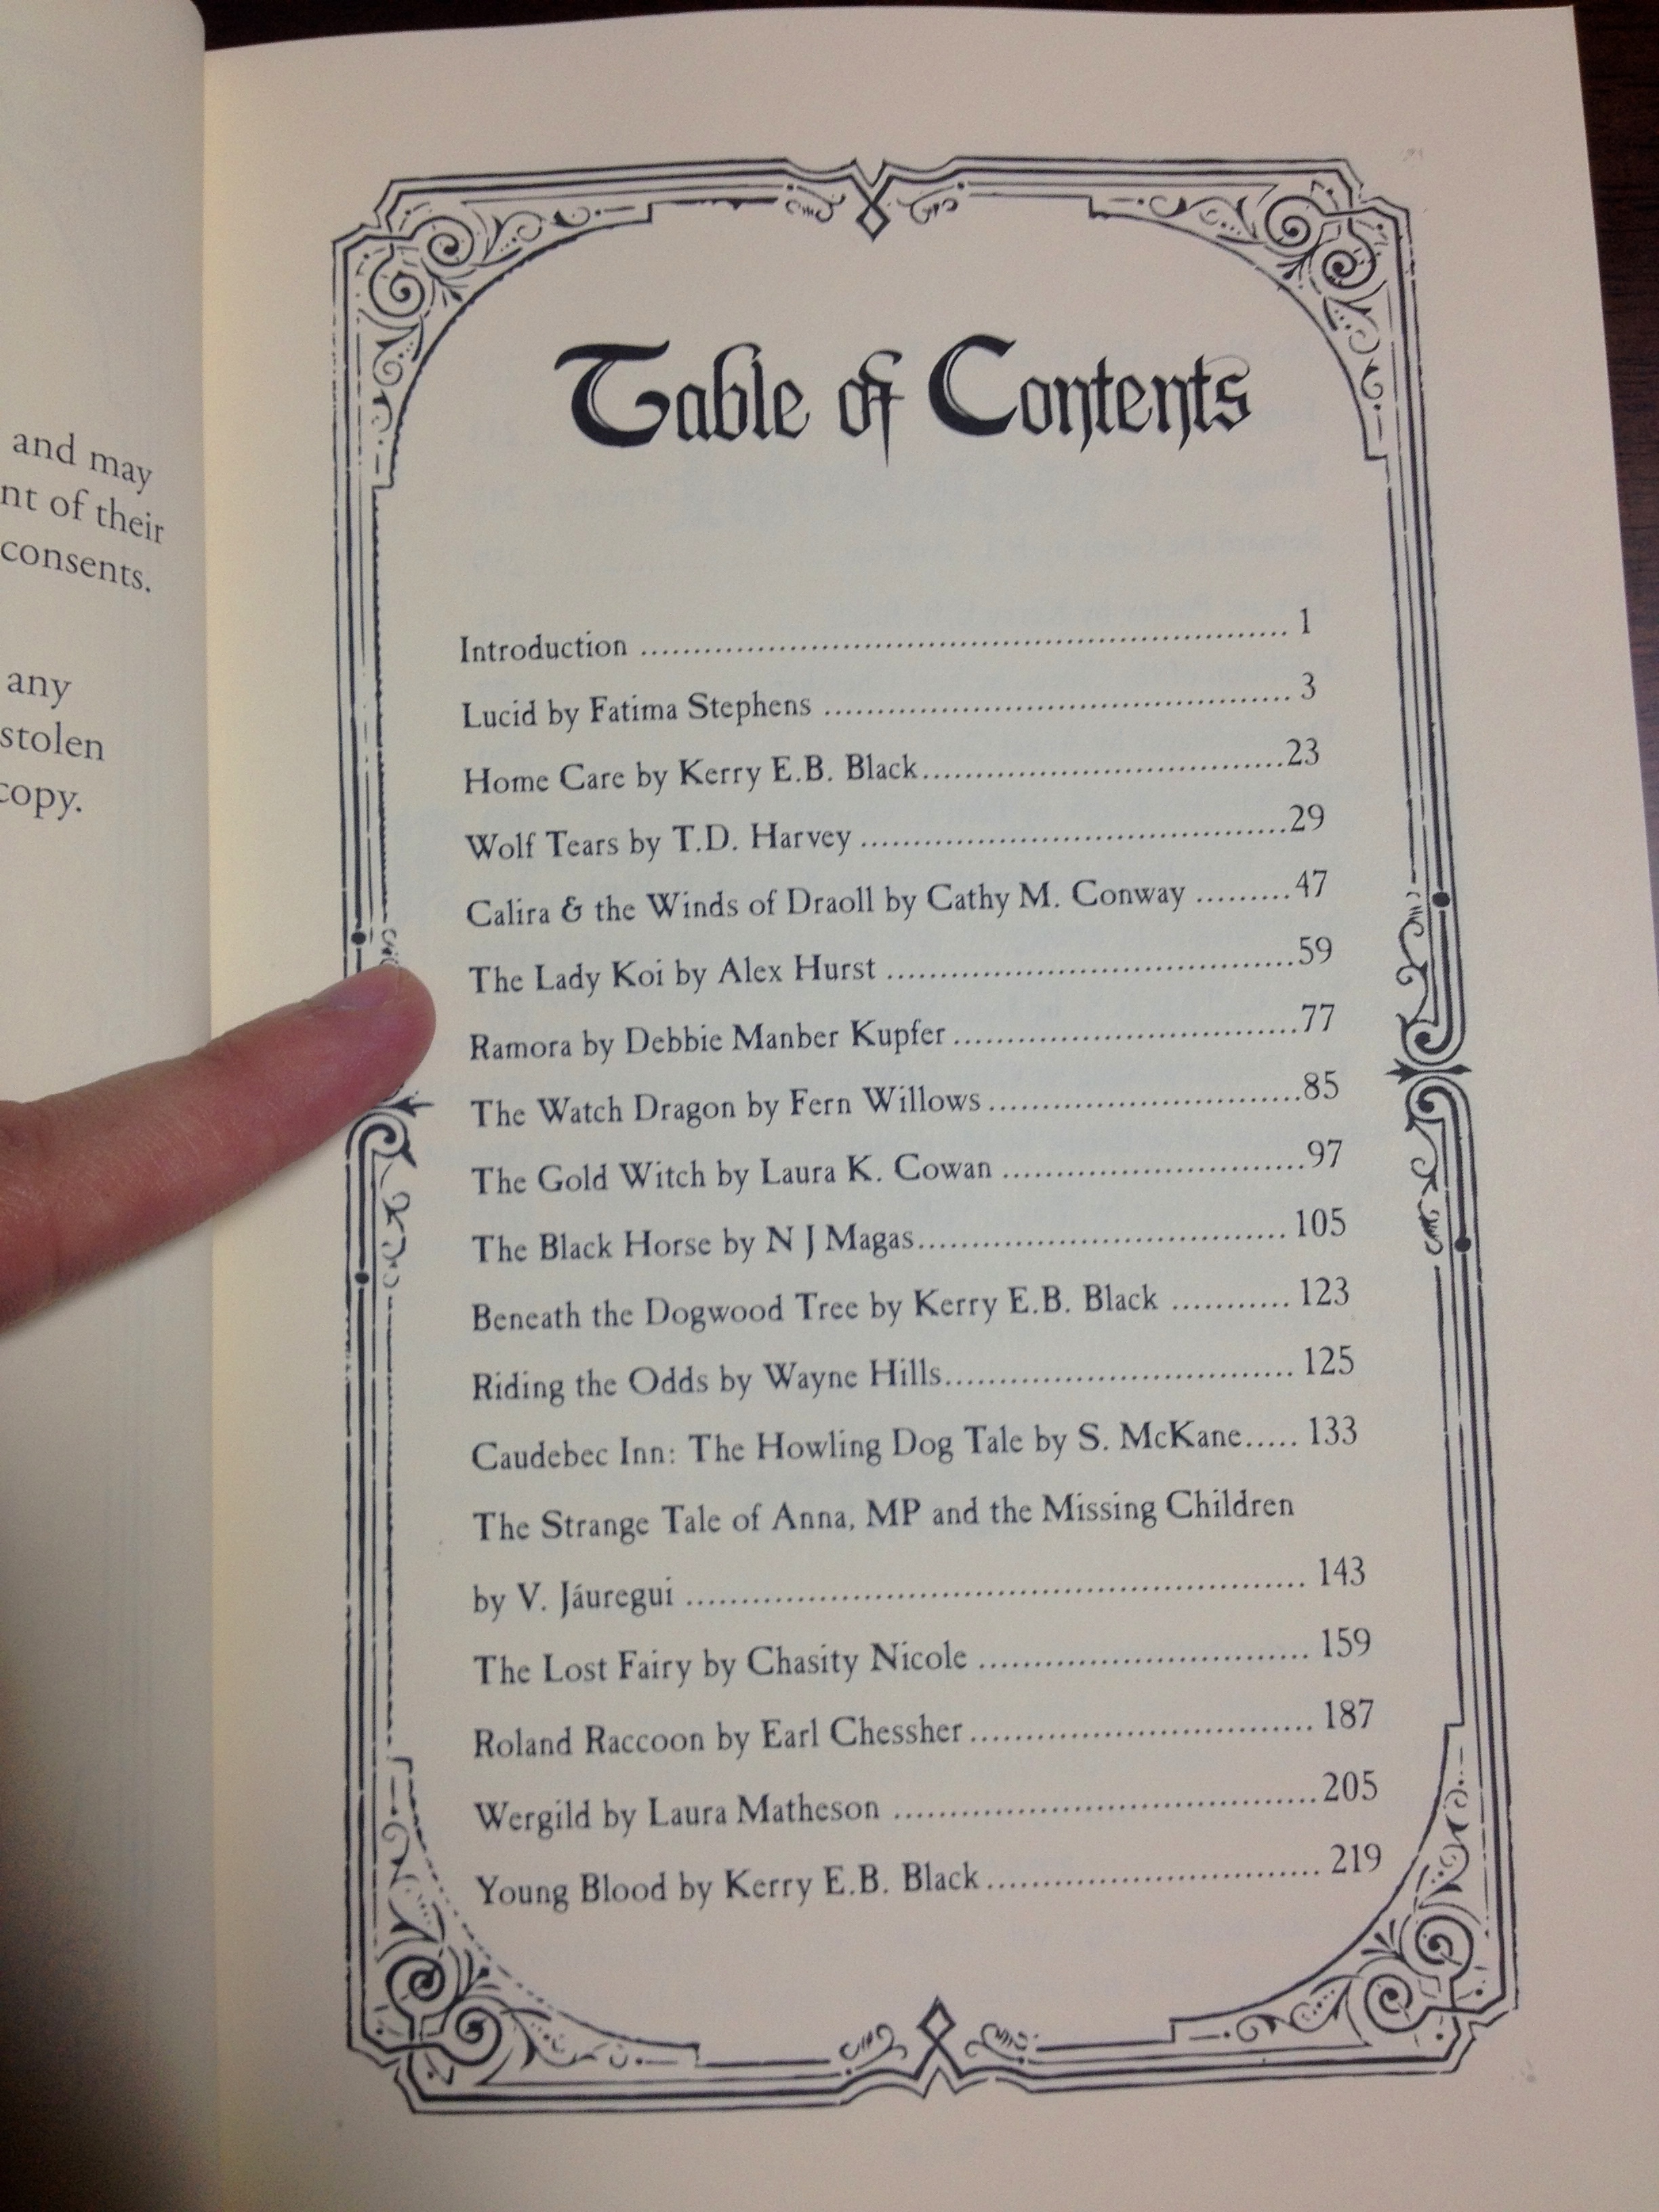 and may
nt of their
consents.
any
stolen
copy.
Table of Contents
Introduction ........................................................ 1
Lucid by Fatima Stephens ........................................ 3
Home Care by Kerry E.B. Black..................................23
Wolf Tears by T.D. Harvey .......................................29
Calira & the Winds of Draoll by Cathy M. Conway .........47
The Lady Koi by Alex Hurst .....................................59
Ramora by Debbie Manber Kupfer ...............................77
The Watch Dragon by Fern Willows.............................85
The Gold Witch by Laura K. Cowan ............................97
The Black Horse by N J Magas.................................. 105
Beneath the Dogwood Tree by Kerry E.B. Black ........... 123
Riding the Odds by Wayne Hills................................ 125
Caudebec Inn: The Howling Dog Tale by S. McKane..... 133
The Strange Tale of Anna, MP and the Missing Children
by V. Jáuregui ...................................................... 143
The Lost Fairy by Chasity Nicole .............................. 159
Roland Raccoon by Earl Chessher ............................... 187
Wergild by Laura Matheson ......................................205
Young Blood by Kerry E.B. Black .............................. 219